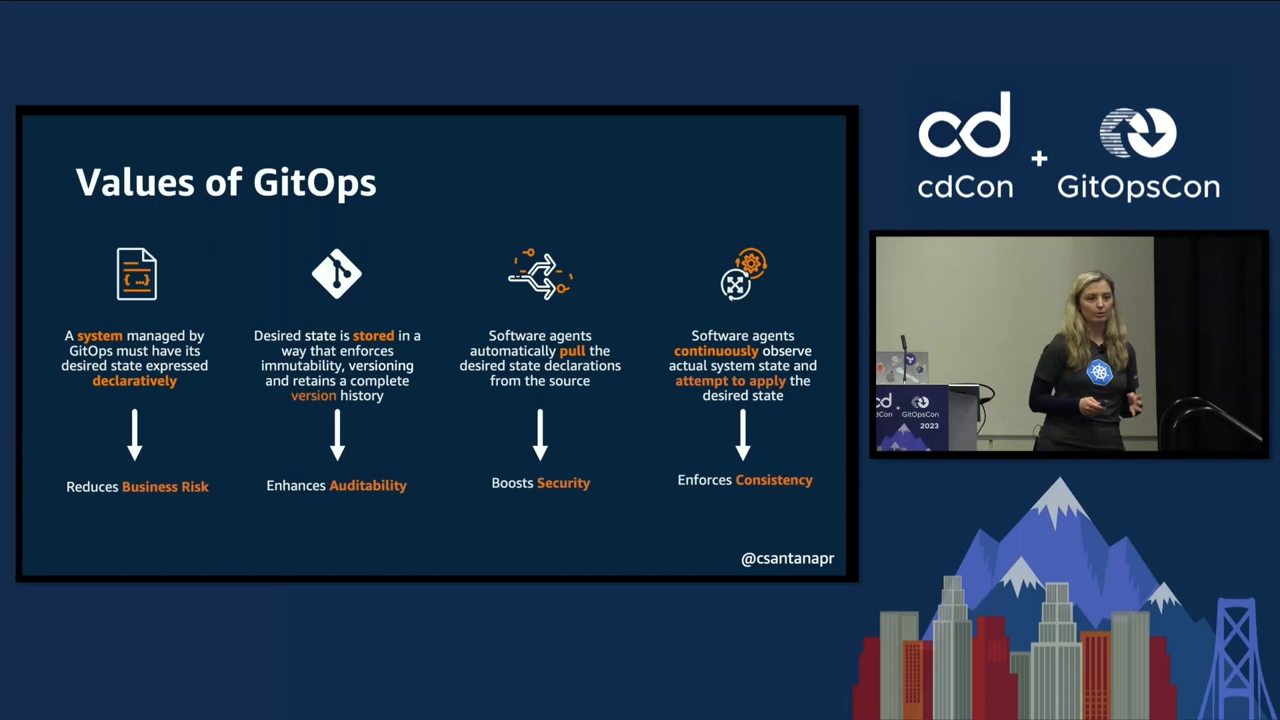 Values of GitOps
{...}
A system managed by
GitOps must have its
desired state expressed
declaratively
Reduces Business Risk
Desired state is stored in a
way that enforces
immutability, versioning
and retains a complete
version history
Enhances Auditability
Software agents
automatically pull the
desired state declarations
from the source
Boosts Security
Software agents
continuously observe
actual system state and
attempt to apply the
desired state
Enforces Consistency
@csantanapr
cd
cdCon
+
GitOpsCon
cd
cdCon
+
GitOpsCon
2023